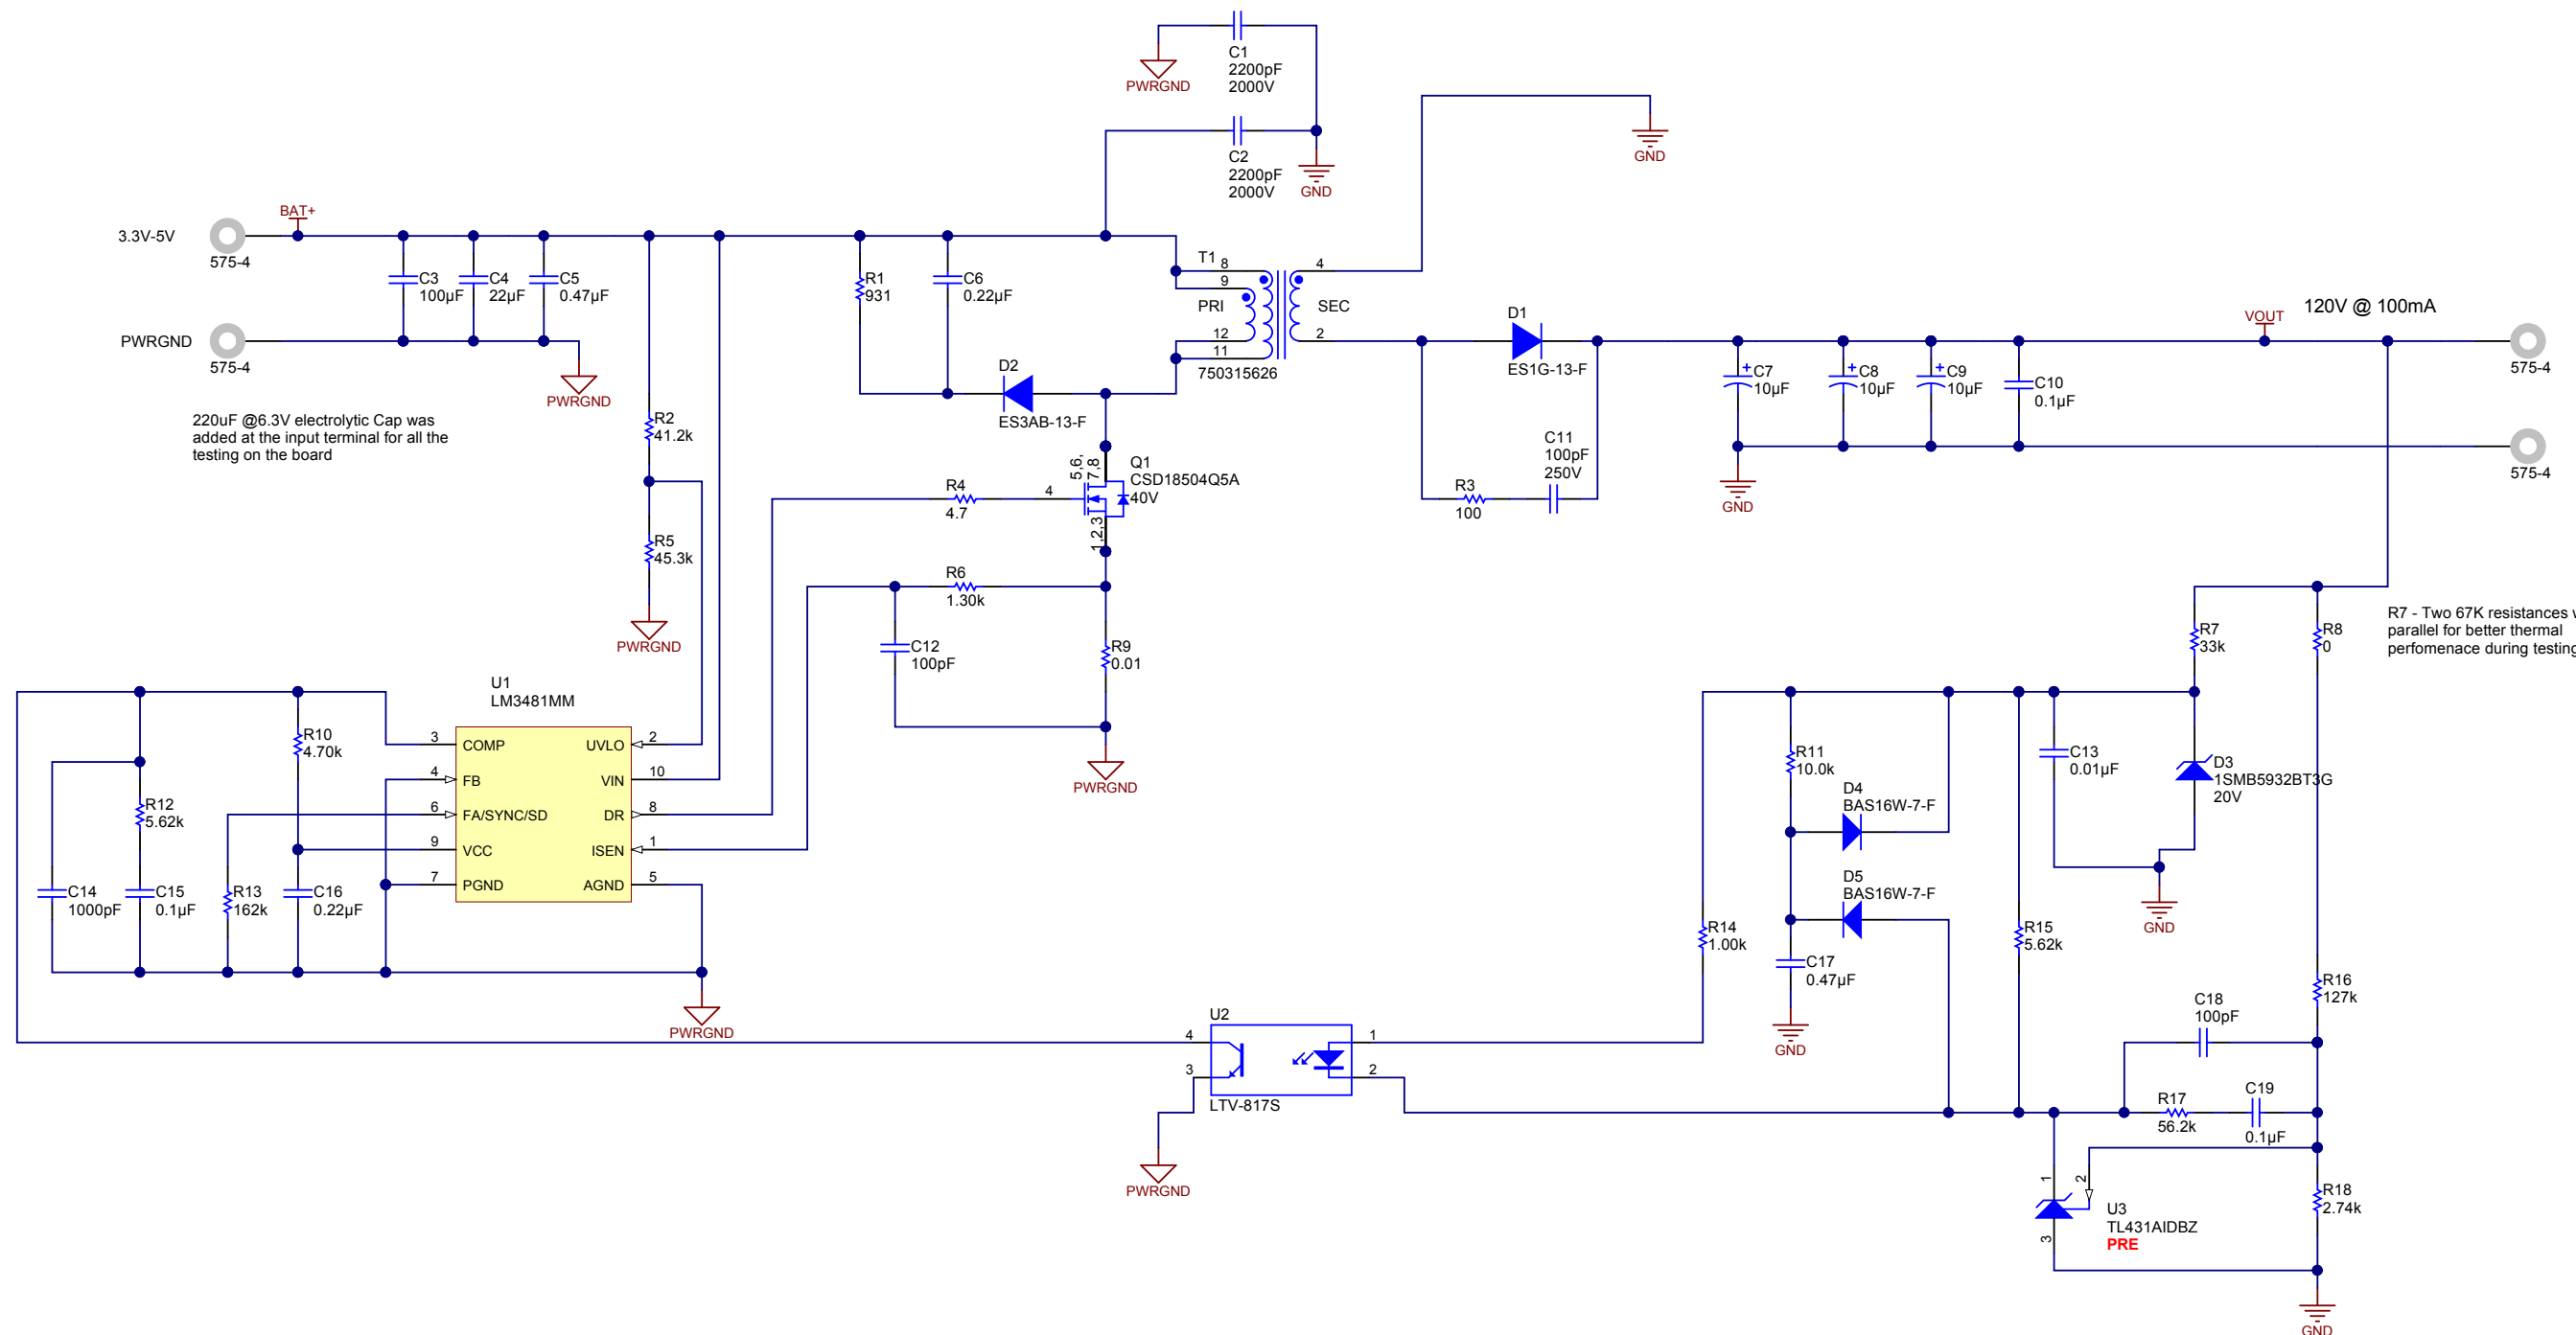 C1
2200pF
2000V
PWRGND
C2
2200pF
2000V
GND
GND
BAT+
3.3V-5V
575-4
C3
100µF
C4
22µF
C5
0.47µF
R1
931
C6
0.22µF
T1
8
9
PRI
12
11
750315626
4
SEC
2
D1
ES1G-13-F
VOUT
120V @ 100mA
575-4
PWRGND
575-4
PWRGND
D2
ES3AB-13-F
C7
10µF
C8
10µF
C9
10µF
C10
0.1µF
220uF @6.3V electrolytic Cap was
added at the input terminal for all the
testing on the board
R2
41.2k
5,6,
7,8
Q1
CSD18504Q5A
40V
4
1,2,3
R4
4.7
C11
100pF
250V
R3
100
GND
575-4
R5
45.3k
PWRGND
R6
1.30k
C12
100pF
R9
0.01
PWRGND
R7
33k
R8
0
R7 - Two 67K resistances
parallel for better thermal
perfomenace during testing
U1
LM3481MM
3
COMP
UVLO
2
4
FB
VIN
10
6
FA/SYNC/SD
DR
8
9
VCC
ISEN
1
7
PGND
AGND
5
R10
4.70k
R12
5.62k
C14
1000pF
C15
0.1µF
R13
162k
C16
0.22µF
PWRGND
R11
10.0k
D4
BAS16W-7-F
D5
BAS16W-7-F
C13
0.01µF
D3
1SMB5932BT3G
20V
GND
R14
1.00k
C17
0.47µF
GND
R15
5.62k
R16
127k
C18
100pF
U2
4
3
1
2
LTV-817S
PWRGND
R17
56.2k
C19
0.1µF
1
2
3
U3
TL431AIDBZ
PRE
R18
2.74k
GND